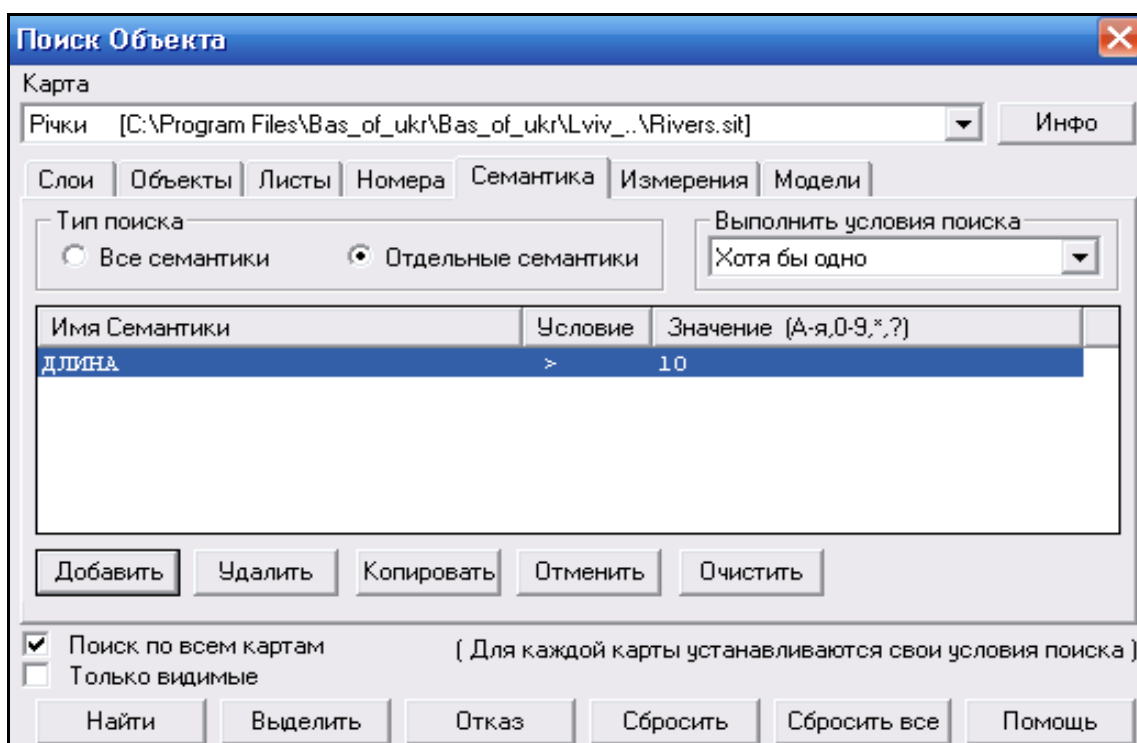 Поиск Объекта
Карта
Річки [C:\Program Files\Bas_of_ukr\Bas_of_ukr\Lviv_..\Rivers.sit] Инфо
Слои Объекты Листы Номера Семантика Измерения Модели
Тип поиска Выполнить условия поиска
Все семантики Отдельные семантики Хотя бы одно
Имя Семантики Условие Значение (А-я,0-9,*,?)
ДЛИНА > 10
Добавить Удалить Копировать Отменить Очистить
Поиск по всем картам ( Для каждой карты устанавливаются свои условия поиска )
Только видимые
Найти Выделить Отказ Сбросить Сбросить все Помощь